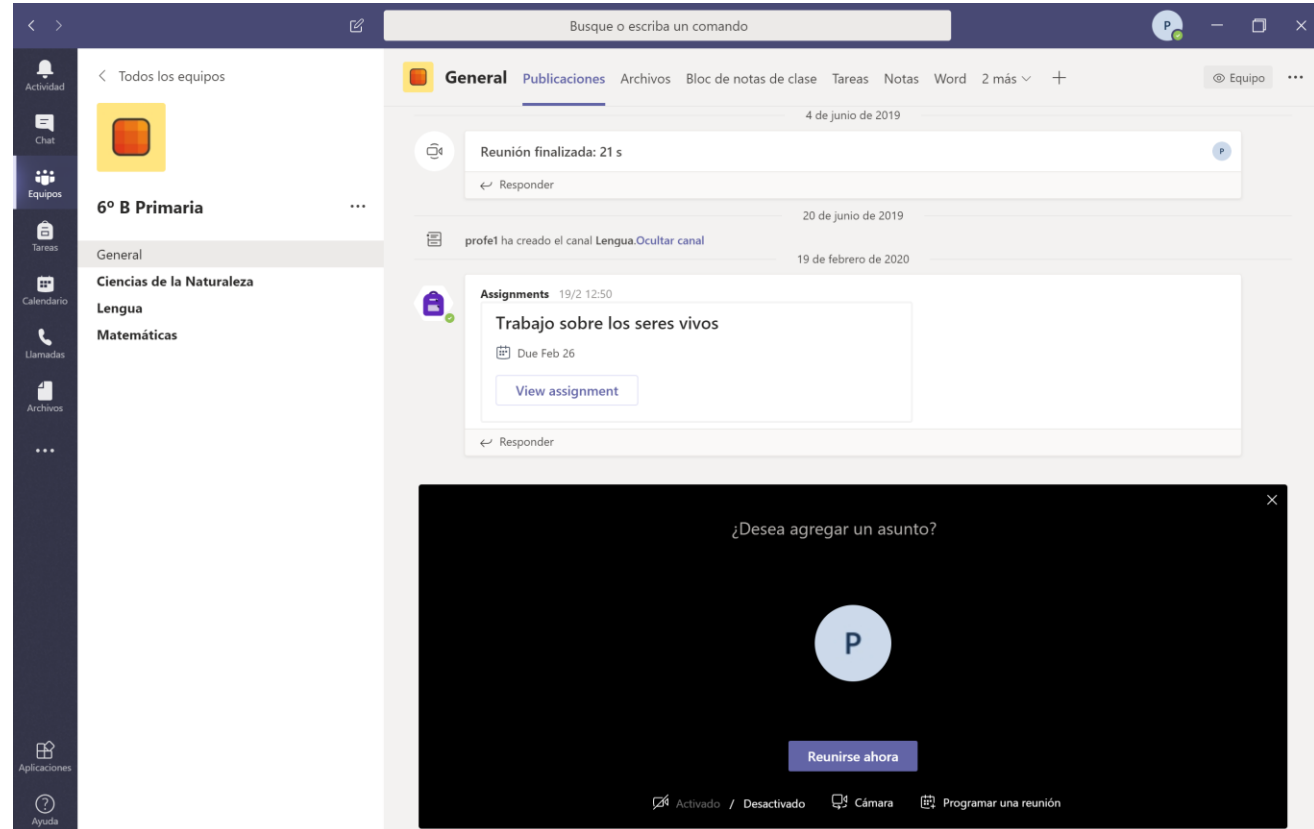 Busque o escriba un comando
P
Actividad
Chat
Equipos
Tareas
Calendario
Llamadas
Archivos
Aplicaciones
Ayuda
Todos los equipos
6º B Primaria
General
Ciencias de la Naturaleza
Lengua
Matemáticas
General Publicaciones Archivos Bloc de notas de clase Tareas Notas Word 2 más Equipo
4 de junio de 2019
Reunión finalizada: 21 s P
Responder
20 de junio de 2019
profe1 ha creado el canal Lengua.Ocultar canal
19 de febrero de 2020
Assignments 19/2 12:50
Trabajo sobre los seres vivos
Due Feb 26
View assignment
Responder
¿Desea agregar un asunto?
P
Reunirse ahora
Activado / Desactivado Cámara Programar una reunión